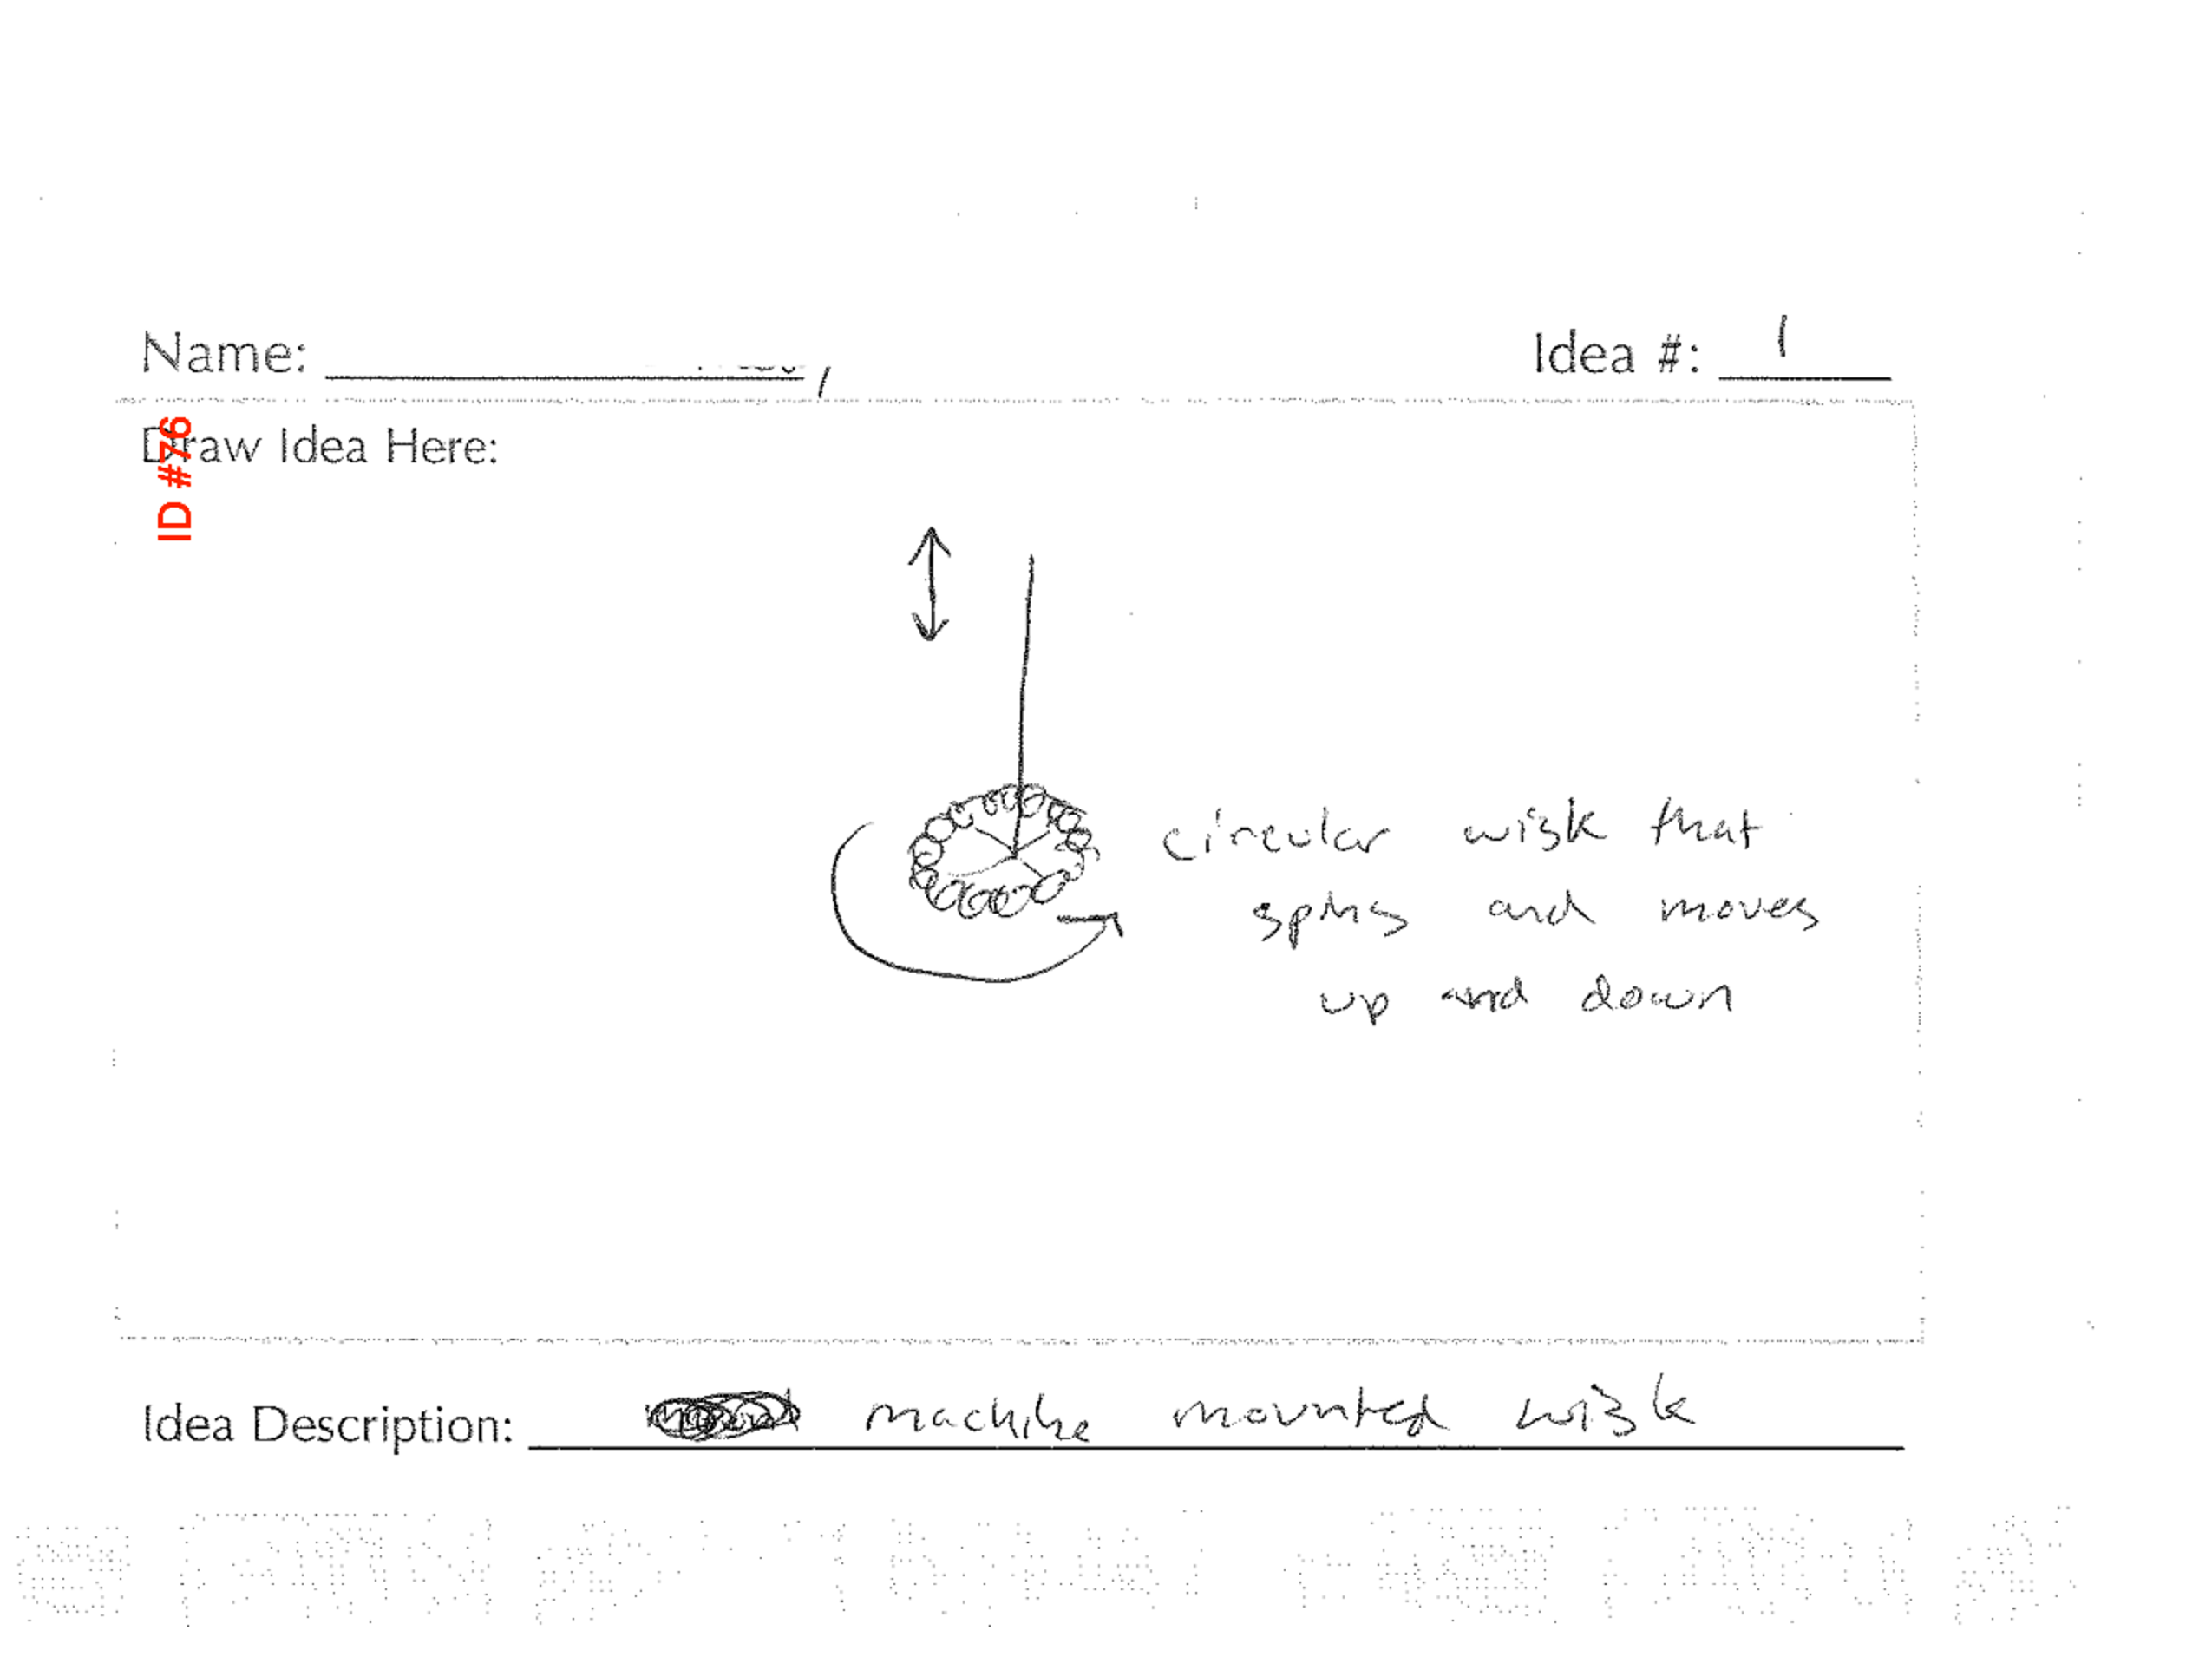 Name:
Idea #: 1
Draw Idea Here:
ID #76
circular wisk that
spins and moves
up and down
Idea Description: machine mounted wisk